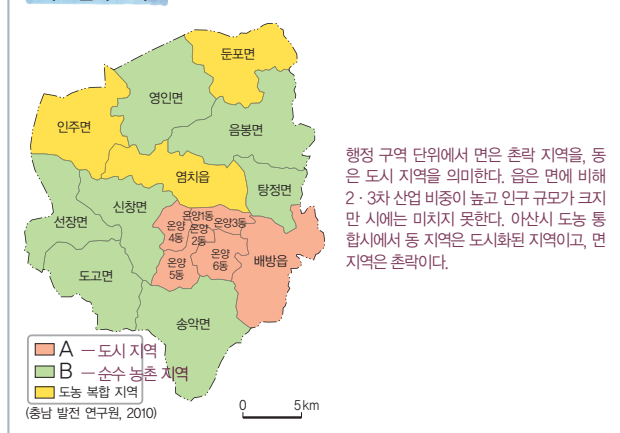 둔포면
영인면
인주면
음봉면
염치읍
탕정면
신창면
선장면
온양1동
온양3동
온양
4동
온양
2동
온양
5동
온양
6동
배방읍
도고면
송악면
A － 도시 지역
B － 순수 농촌 지역
도농 복합 지역
(충남 발전 연구원, 2010)
0 5km
행정 구역 단위에서 면은 촌락 지역을, 동
은 도시 지역을 의미한다. 읍은 면에 비해
2 · 3차 산업 비중이 높고 인구 규모가 크지
만 시에는 미치지 못한다. 아산시 도농 통
합시에서 동 지역은 도시화된 지역이고, 면
지역은 촌락이다.